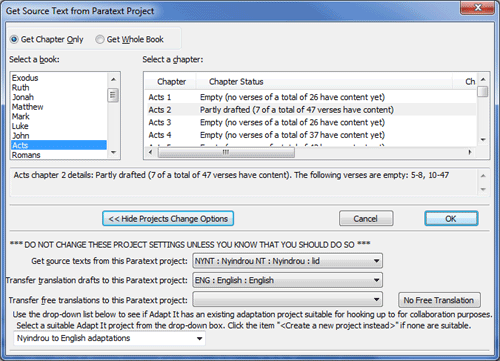 Get Source Text from Paratext Project
Get Chapter Only Get Whole Book
Select a book: Select a chapter:
Exodus
Ruth
Jonah
Matthew
Mark
Luke
John
Acts
Romans
Chapter Chapter Status Ch
Acts 1 Empty (no verses of a total of 26 have content yet)
Acts 2 Partly drafted (7 of a total of 47 verses have content)
Acts 3 Empty (no verses of a total of 26 have content yet)
Acts 4 Empty (no verses of a total of 37 have content yet)
Acts chapter 2 details: Partly drafted (7 of a total of 47 verses have content). The following verses are empty: 5-8, 10-47
<< Hide Projects Change Options Cancel OK
*** DO NOT CHANGE THESE PROJECT SETTINGS UNLESS YOU KNOW THAT YOU SHOULD DO SO ***
Get source texts from this Paratext project: NYNT : Nyindrou NT : Nyindrou : lid
Transfer translation drafts to this Paratext project: ENG : English : English
Transfer free translations to this Paratext project: No Free Translation
Use the drop-down list below to see if Adapt It has an existing adaptation project suitable for hooking up to for collaboration purposes.
Select a suitable Adapt It project from the drop-down box. Click the item "<Create a new project instead>" if none are suitable.
Nyindrou to English adaptations